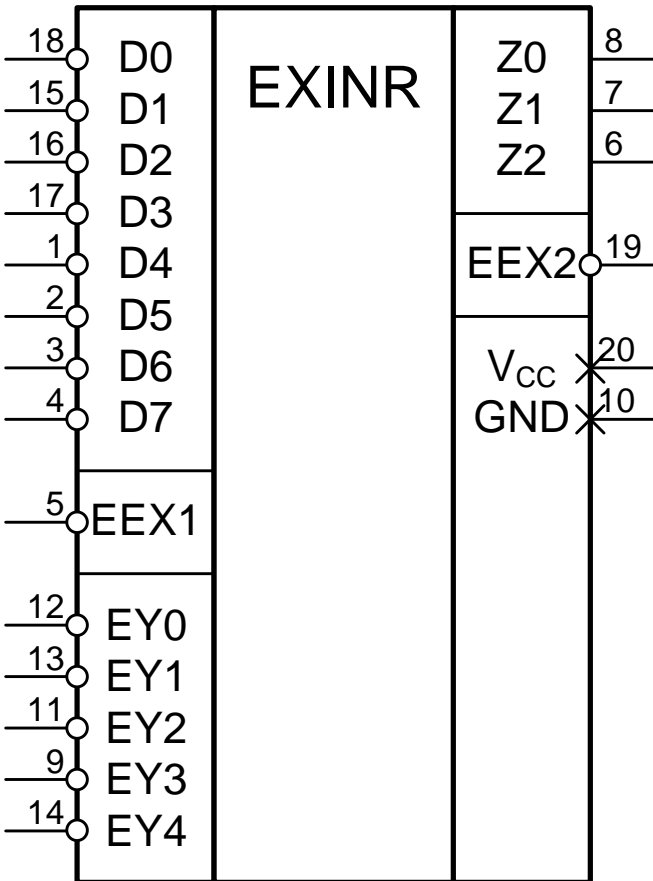 EXINR
18 D0 Z0 8
15 D1 Z1 7
16 D2 Z2 6
17 D3
1 D4 EEX2 19
2 D5
3 D6 VCC 20
4 D7 GND 10
5 EEX1
12 EY0
13 EY1
11 EY2
9 EY3
14 EY4